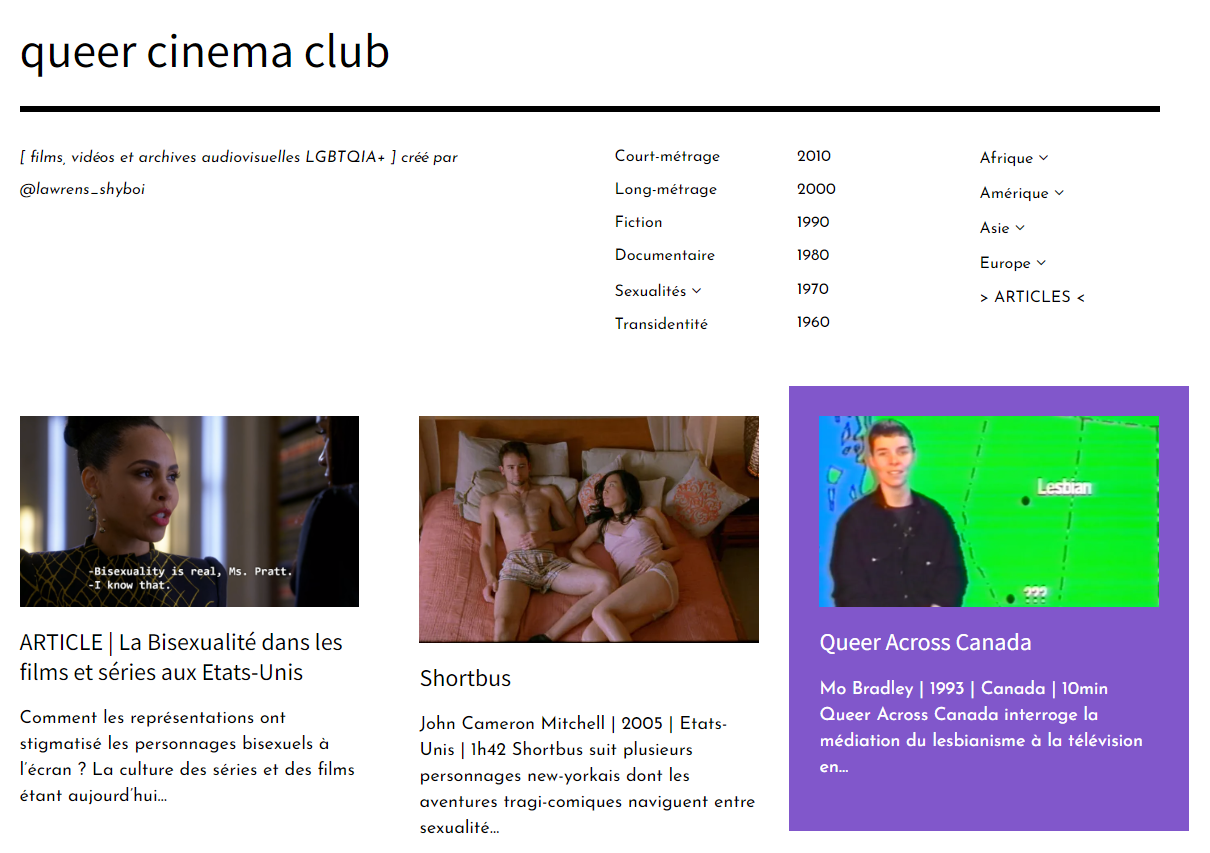 queer cinema club
[ films, vidéos et archives audiovisuelles LGBTQIA+ ] créé par
@lawrens_shyboi
Court-métrage
Long-métrage
Fiction
Documentaire
Sexualités
Transidentité
2010
2000
1990
1980
1970
1960
Afrique
Amérique
Asie
Europe
> ARTICLES <
-Bisexuality is real, Ms. Pratt.
-I know that.
ARTICLE | La Bisexualité dans les
films et séries aux Etats-Unis
Comment les représentations ont
stigmatisé les personnages bisexuels à
l'écran ? La culture des séries et des films
étant aujourd'hui...
Shortbus
John Cameron Mitchell | 2005 | Etats-
Unis | 1h42 Shortbus suit plusieurs
personnages new-yorkais dont les
aventures tragi-comiques naviguent entre
sexualité...
Lesbian
???
Queer Across Canada
Mo Bradley | 1993 | Canada | 10min
Queer Across Canada interroge la
médiation du lesbianisme à la télévision
en...